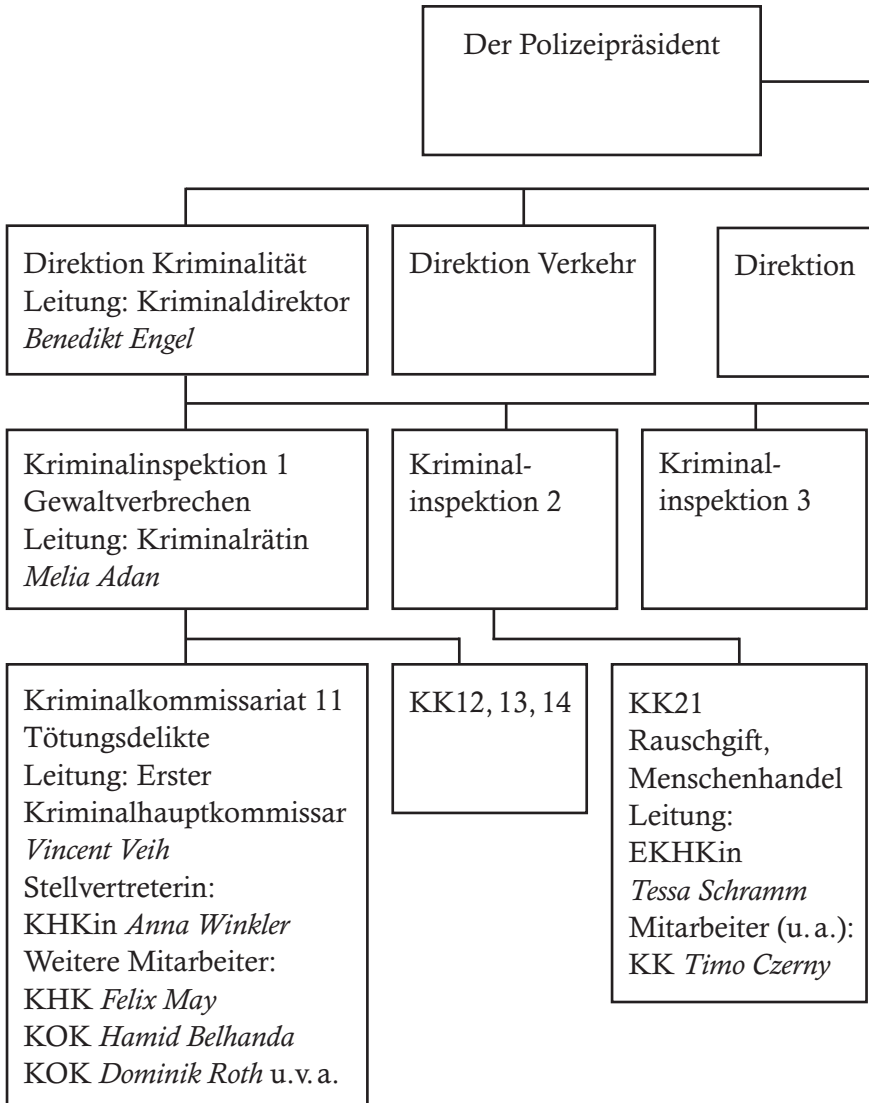 Der Polizeipräsident
Direktion Kriminalität
Leitung: Kriminaldirektor
Benedikt Engel
Direktion Verkehr
Direktion
Kriminalinspektion 1
Gewaltverbrechen
Leitung: Kriminalrätin
Melia Adan
Kriminal-
inspektion 2
Kriminal-
inspektion 3
Kriminalkommissariat 11
Tötungsdelikte
Leitung: Erster
Kriminalhauptkommissar
Vincent Veih
Stellvertreterin:
KHKin Anna Winkler
Weitere Mitarbeiter:
KHK Felix May
KOK Hamid Belhanda
KOK Dominik Roth u.v.a.
KK12, 13, 14
KK21
Rauschgift,
Menschenhandel
Leitung:
EKHKin
Tessa Schramm
Mitarbeiter (u.a.):
KK Timo Czerny